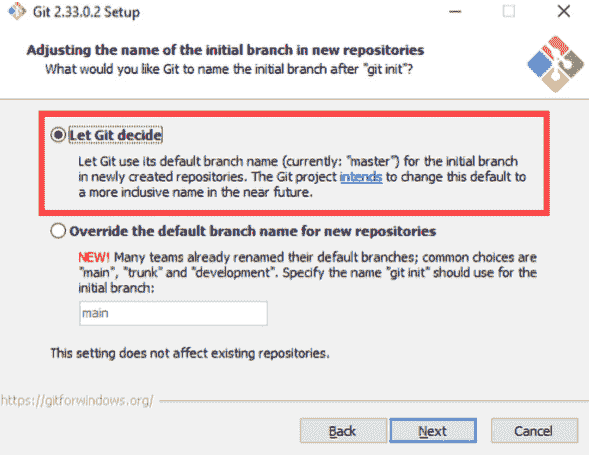 Git 2.33.0.2 Setup
Adjusting the name of the initial branch in new repositories
What would you like Git to name the initial branch after "git init"?
Let Git decide
Let Git use its default branch name (currently: "master") for the initial branch
in newly created repositories. The Git project intends to change this default to
a more inclusive name in the near future.
Override the default branch name for new repositories
NEW! Many teams already renamed their default branches; common choices are
"main", "trunk" and "development". Specify the name "git init" should use for the
initial branch:
main
This setting does not affect existing repositories.
https://gitforwindows.org/
Back
Next
Cancel